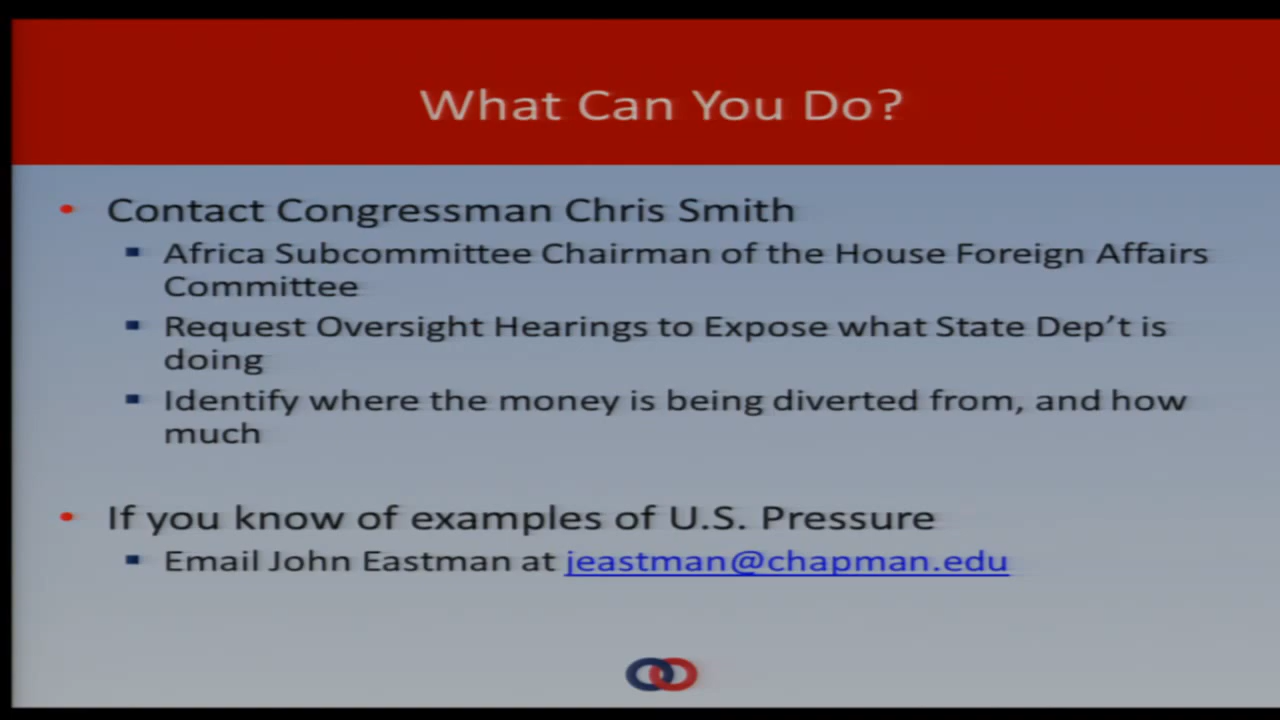 What Can You Do?
• Contact Congressman Chris Smith
▪ Africa Subcommittee Chairman of the House Foreign Affairs
Committee
▪ Request Oversight Hearings to Expose what State Dep't is
doing
▪ Identify where the money is being diverted from, and how
much
• If you know of examples of U.S. Pressure
▪ Email John Eastman at jeastman@chapman.edu